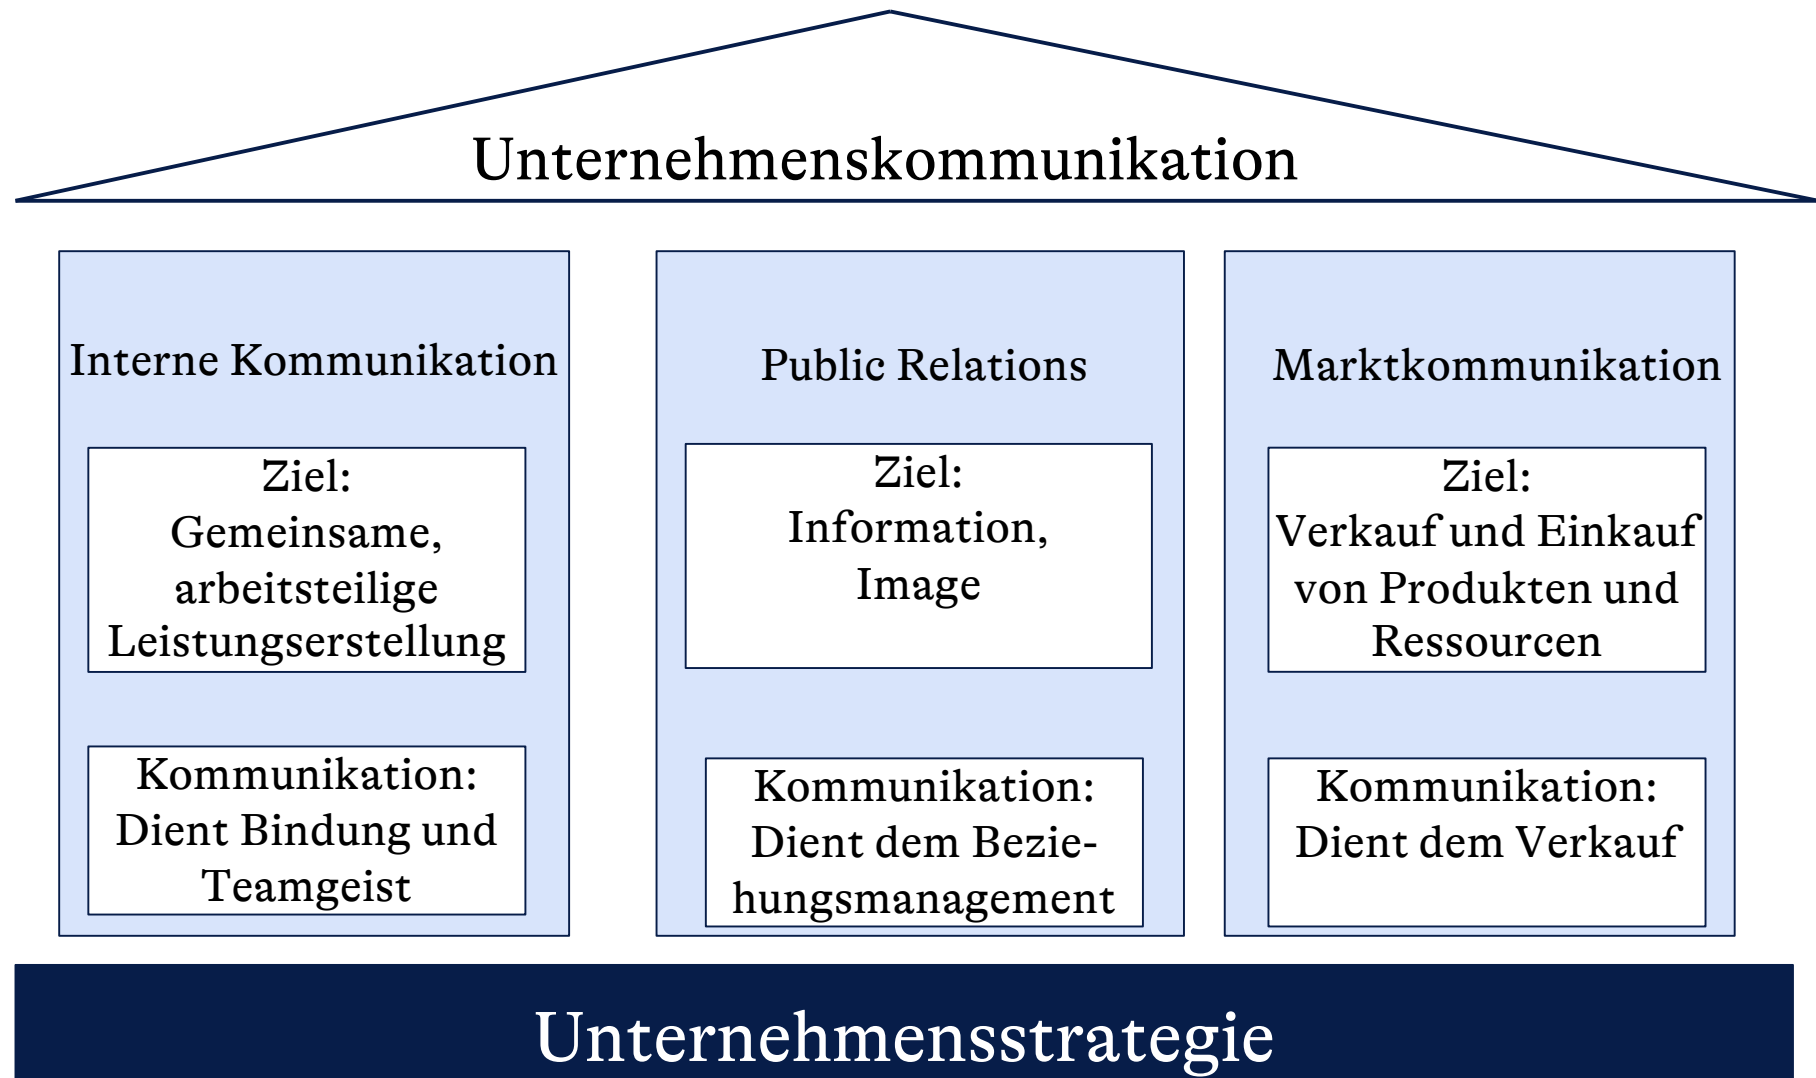 Unternehmenskommunikation
Interne Kommunikation
Ziel:
Gemeinsame,
arbeitsteilige
Leistungserstellung
Kommunikation:
Dient Bindung und
Teamgeist
Public Relations
Ziel:
Information,
Image
Kommunikation:
Dient dem Bezie-
hungsmanagement
Marktkommunikation
Ziel:
Verkauf und Einkauf
von Produkten und
Ressourcen
Kommunikation:
Dient dem Verkauf
Unternehmensstrategie